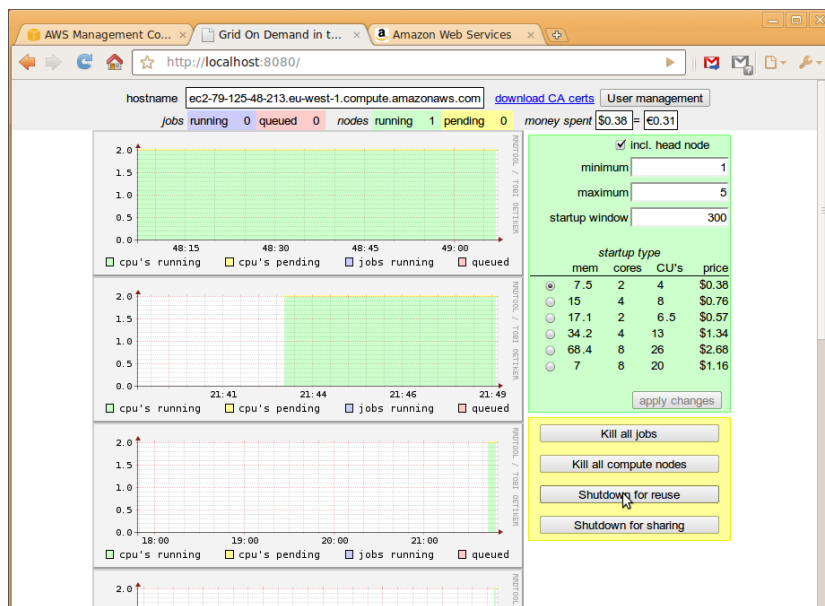 AWS Management Co... × Grid On Demand in t... × Amazon Web Services ×
http://localhost:8080/
hostname ec2-79-125-48-213.eu-west-1.compute.amazonaws.com download CA certs User management
jobs running 0 queued 0 nodes running 1 pending 0 money spent $0.38 = €0.31
2.0
1.5
1.0
0.5
0.0
48:15 48:30 48:45 49:00
cpu's running cpu's pending jobs running queued
RRDTOOL / TOBI OETIKER
2.0
1.5
1.0
0.5
0.0
21:41 21:44 21:46 21:49
cpu's running cpu's pending jobs running queued
RRDTOOL / TOBI OETIKER
2.0
1.5
1.0
0.5
0.0
18:00 19:00 20:00 21:00
cpu's running cpu's pending jobs running queued
RRDTOOL / TOBI OETIKER
2.0
RRDTOOL
incl. head node
minimum 1
maximum 5
startup window 300
startup type
mem cores CU's price
7.5 2 4 $0.38
15 4 8 $0.76
17.1 2 6.5 $0.57
34.2 4 13 $1.34
68.4 8 26 $2.68
7 8 20 $1.16
apply changes
Kill all jobs
Kill all compute nodes
Shutdown for reuse
Shutdown for sharing